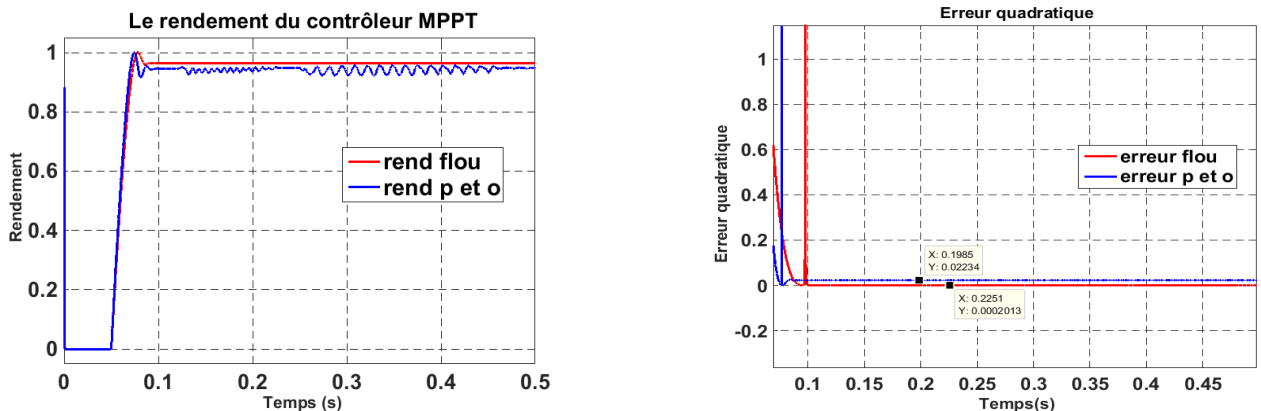 Le rendement du contrôleur MPPT
Rendement
1
0.8
0.6
0.4
0.2
0
rend flou
rend p et o
0
0.1
0.2
0.3
0.4
0.5
Temps (s)
Erreur quadratique
Erreur quadratique
1
0.8
0.6
0.4
0.2
0
-0.2
erreur flou
erreur p et o
X: 0.1985
Y: 0.02234
X: 0.2251
Y: 0.0002013
0.1
0.15
0.2
0.25
0.3
0.35
0.4
0.45
Temps(s)